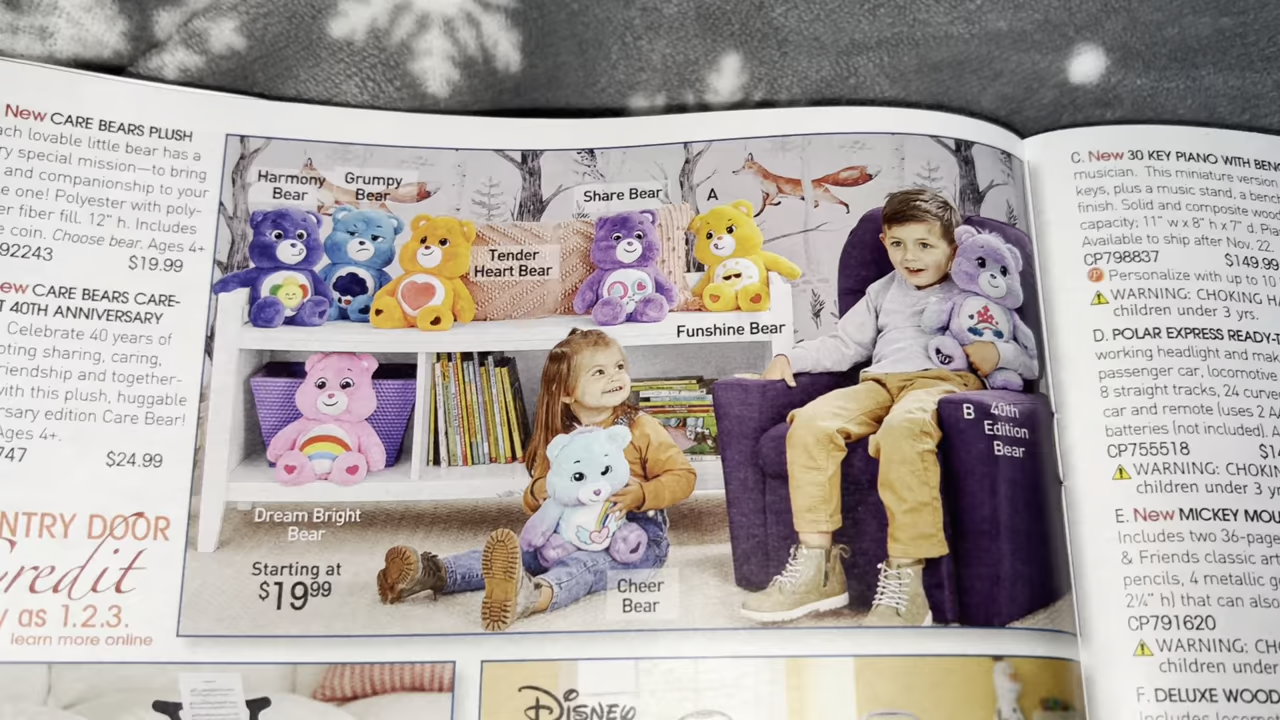 New CARE BEARS PLUSH
ach lovable little bear has a
ry special mission—to bring
and companionship to your
e one! Polyester with poly-
er fiber fill. 12" h. Includes
e coin. Choose bear. Ages 4+
92243 $19.99
ew CARE BEARS CARE-
T 40TH ANNIVERSARY
Celebrate 40 years of
oting sharing, caring,
riendship and together-
with this plush, huggable
rsary edition Care Bear!
Ages 4+.
747 $24.99
NTRY DOOR
Credit
y as 1.2.3.
learn more online
Harmony
Bear
Grumpy
Bear
Tender
Heart Bear
Share Bear
A
Funshine Bear
B 40th
Edition
Bear
Dream Bright
Bear
Starting at
$19.99
Cheer
Bear
DISNEY
C. New 30 KEY PIANO WITH BEN
musician. This miniature version
keys, plus a music stand, a bench
finish. Solid and composite wood
capacity; 11" w x 8" h x 7" d. Pia
Available to ship after Nov. 22.
CP798837 $149.99
Personalize with up to 10
WARNING: CHOKING H
children under 3 yrs.
D. POLAR EXPRESS READY-T
working headlight and mak
passenger car, locomotive
8 straight tracks, 24 curve
car and remote (uses 2 A
batteries (not included). A
CP755518 $14
WARNING: CHOKIN
children under 3 yr
E. New MICKEY MOU
Includes two 36-page
& Friends classic art
pencils, 4 metallic g
2¼" h) that can also
CP791620
WARNING: CHO
children under
F. DELUXE WOOD
Includes locom